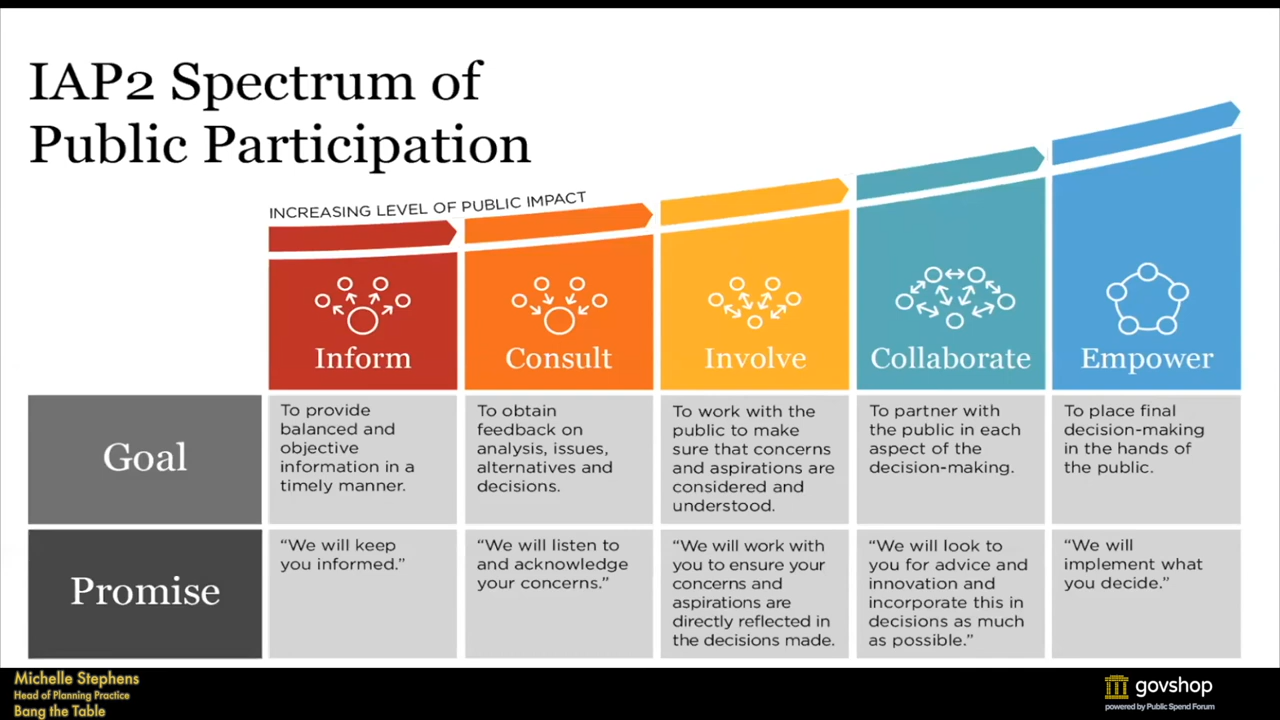 IAP2 Spectrum of
Public Participation
INCREASING LEVEL OF PUBLIC IMPACT
Inform
Consult
Involve
Collaborate
Empower
Goal
To provide
balanced and
objective
information in a
timely manner.
To obtain
feedback on
analysis, issues,
alternatives and
decisions.
To work with the
public to make
sure that concerns
and aspirations are
considered and
understood.
To partner with
the public in each
aspect of the
decision-making.
To place final
decision-making
in the hands of
the public.
Promise
“We will keep
you informed.”
“We will listen to
and acknowledge
your concerns.”
“We will work with
you to ensure your
concerns and
aspirations are
directly reflected in
the decisions made.
“We will look to
you for advice and
innovation and
incorporate this in
decisions as much
as possible.”
“We will
implement what
you decide.”
Michelle Stephens
Head of Planning Practice
Bang the Table
govshop
powered by Public Spend Forum